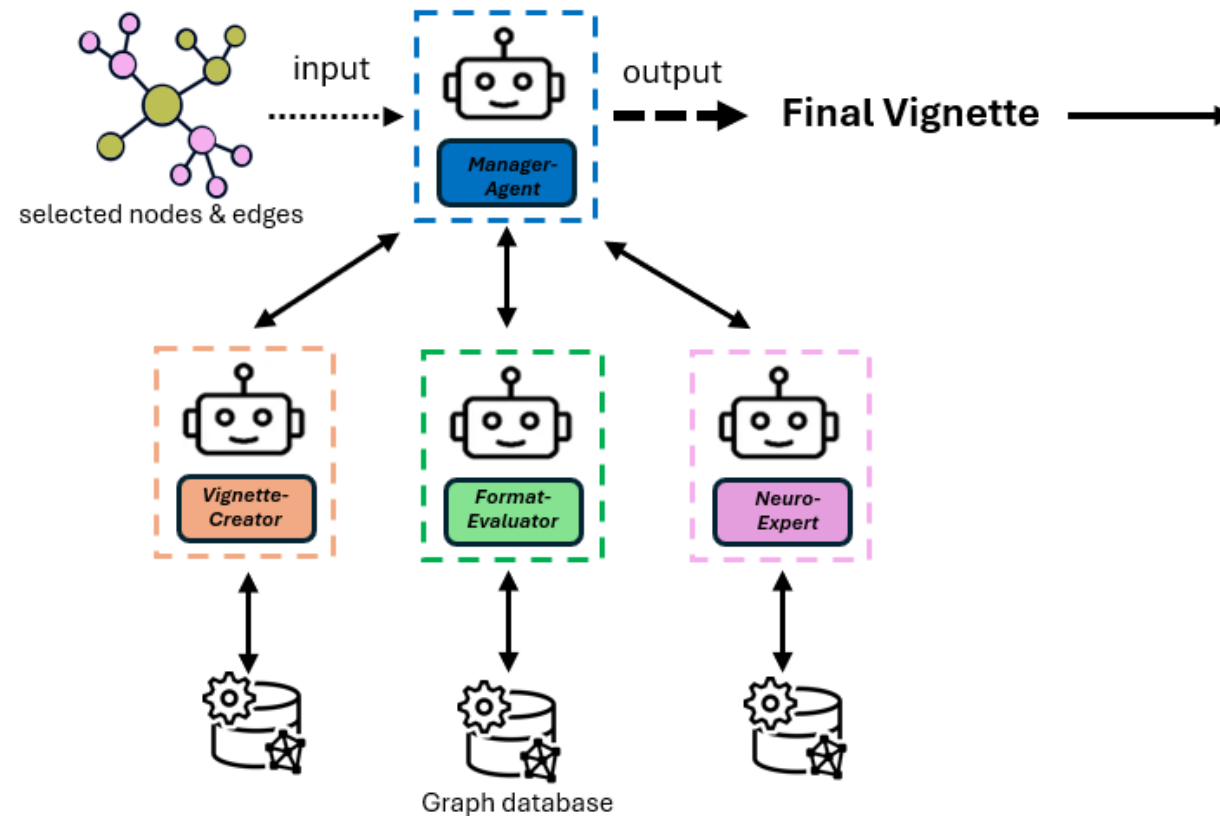 input
output
Final Vignette
Manager-
Agent
selected nodes & edges
Vignette-
Creator
Format-
Evaluator
Neuro-
Expert
Graph database